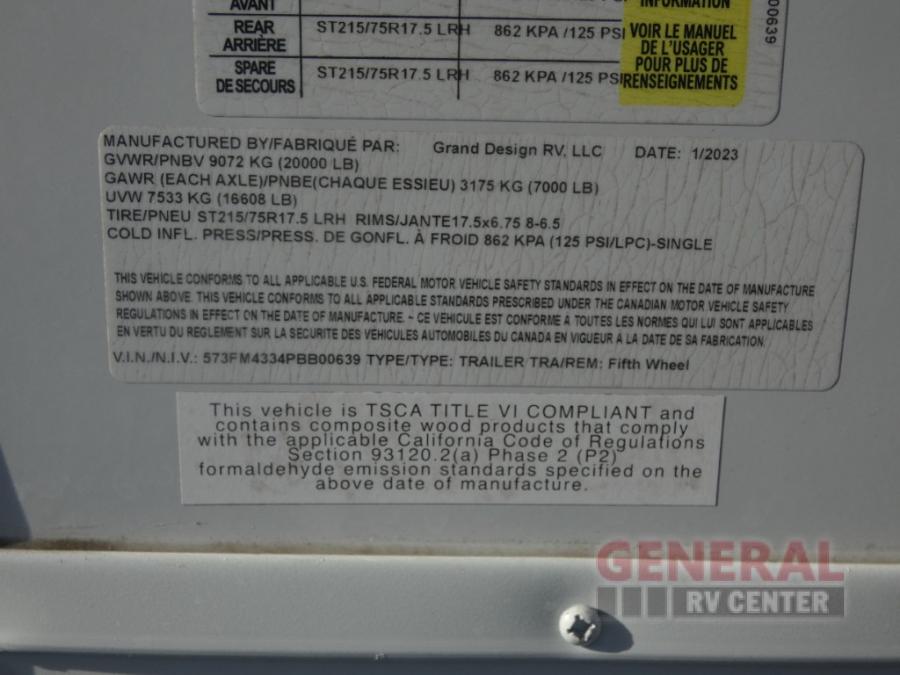 AVANT
REAR ST215/75R17.5 LRH 862 KPA /125 PSI
ARRIÈRE
SPARE ST215/75R17.5 LRH 862 KPA /125 PSI
DE SECOURS
INFORMATION
VOIR LE MANUEL
DE L'USAGER
POUR PLUS DE
RENSEIGNEMENTS
00639
MANUFACTURED BY/FABRIQUÉ PAR: Grand Design RV, LLC DATE: 1/2023
GVWR/PNBV 9072 KG (20000 LB)
GAWR (EACH AXLE)/PNBE(CHAQUE ESSIEU) 3175 KG (7000 LB)
UVW 7533 KG (16608 LB)
TIRE/PNEU ST215/75R17.5 LRH RIMS/JANTE17.5x6.75 8-6.5
COLD INFL. PRESS/PRESS. DE GONFL. À FROID 862 KPA (125 PSI/LPC)-SINGLE
THIS VEHICLE CONFORMS TO ALL APPLICABLE U.S. FEDERAL MOTOR VEHICLE SAFETY STANDARDS IN EFFECT ON THE DATE OF MANUFACTURE
SHOWN ABOVE. THIS VEHICLE CONFORMS TO ALL APPLICABLE STANDARDS PRESCRIBED UNDER THE CANADIAN MOTOR VEHICLE SAFETY
REGULATIONS IN EFFECT ON THE DATE OF MANUFACTURE. ~ CE VEHICULE EST CONFORME À TOUTES LES NORMES QUI LUI SONT APPLICABLES
EN VERTU DU REGLEMENT SUR LA SECURITE DES VÉHICULES AUTOMOBILES DU CANADA EN VIGUEUR A LA DATE DE SA FABRICATION.
V.I.N./N.I.V.: 573FM4334PBB00639 TYPE/TYPE: TRAILER TRA/REM: Fifth Wheel
This vehicle is TSCA TITLE VI COMPLIANT and
contains composite wood products that comply
with the applicable California Code of Regulations
Section 93120.2(a) Phase 2 (P2)
formaldehyde emission standards specified on the
above date of manufacture.
GENERAL
RV CENTER